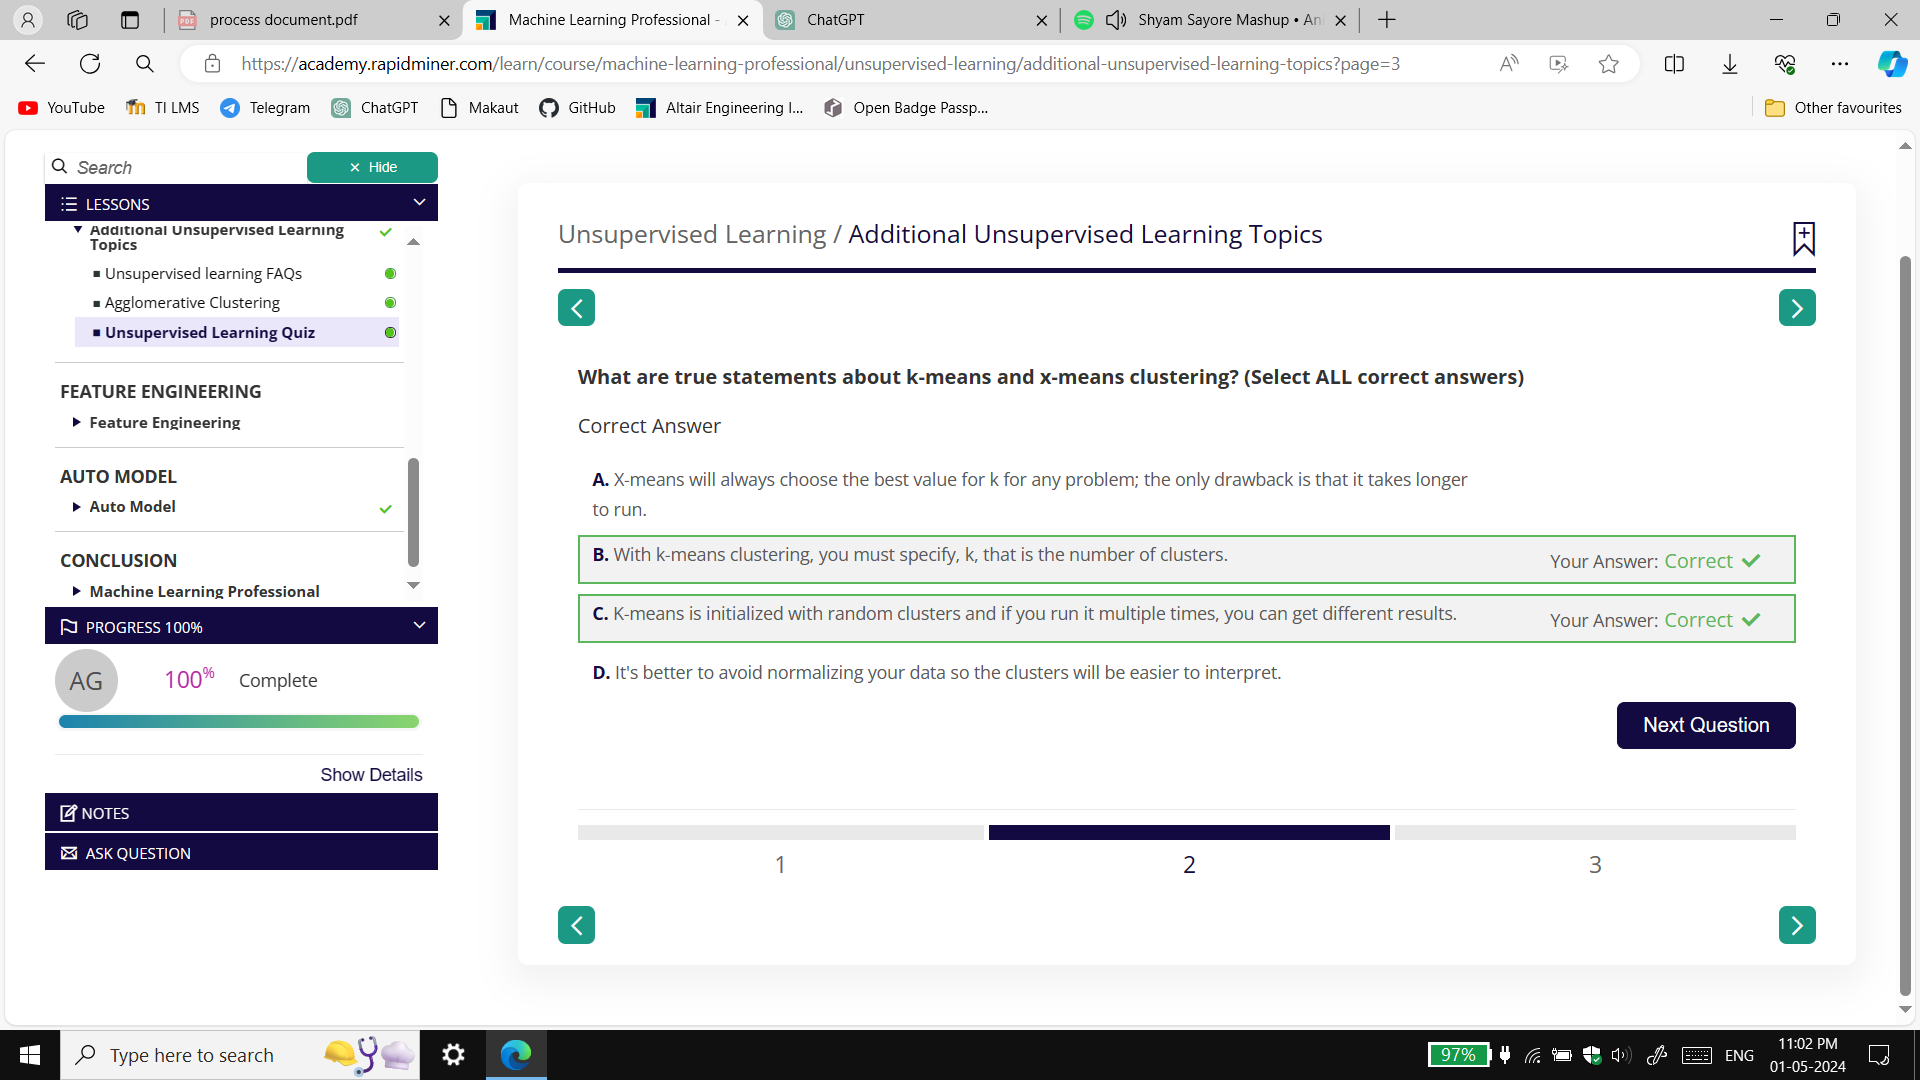 process document.pdf
Machine Learning Professional -
ChatGPT
Shyam Sayore Mashup • An
https://academy.rapidminer.com/learn/course/machine-learning-professional/unsupervised-learning/additional-unsupervised-learning-topics?page=3
YouTube
TI LMS
Telegram
ChatGPT
Makaut
GitHub
Altair Engineering I...
Open Badge Passp...
Other favourites
Search
× Hide
LESSONS
Additional Unsupervised Learning
Topics
Unsupervised learning FAQs
Agglomerative Clustering
Unsupervised Learning Quiz
FEATURE ENGINEERING
Feature Engineering
AUTO MODEL
Auto Model
CONCLUSION
Machine Learning Professional
PROGRESS 100%
AG
100%
Complete
Show Details
NOTES
ASK QUESTION
Unsupervised Learning / Additional Unsupervised Learning Topics
What are true statements about k-means and x-means clustering? (Select ALL correct answers)
Correct Answer
A. X-means will always choose the best value for k for any problem; the only drawback is that it takes longer
to run.
B. With k-means clustering, you must specify, k, that is the number of clusters.
Your Answer: Correct
C. K-means is initialized with random clusters and if you run it multiple times, you can get different results.
Your Answer: Correct
D. It's better to avoid normalizing your data so the clusters will be easier to interpret.
Next Question
1
2
3
Type here to search
97%
ENG
11:02 PM
01-05-2024